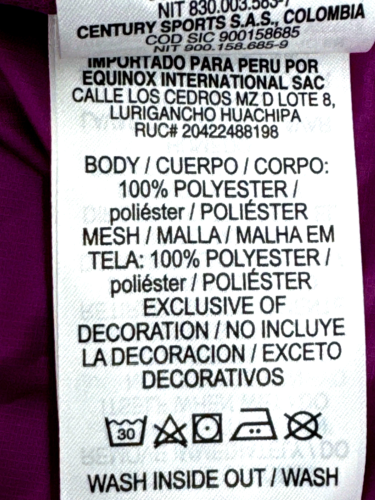 NIT 830.003.583-7
CENTURY SPORTS S.A.S., COLOMBIA
COD SIC 900158685
NIT 900.158.685-9
IMPORTADO PARA PERU POR
EQUINOX INTERNATIONAL SAC
CALLE LOS CEDROS MZ D LOTE 8,
LURIGANCHO HUACHIPA
RUC# 20422488198
BODY / CUERPO / CORPO:
100% POLYESTER /
poliéster / POLIÉSTER
MESH / MALLA / MALHA EM
TELA: 100% POLYESTER /
poliéster / POLIÉSTER
EXCLUSIVE OF
DECORATION / NO INCLUYE
LA DECORACION / EXCETO
DECORATIVOS
30
WASH INSIDE OUT / WASH